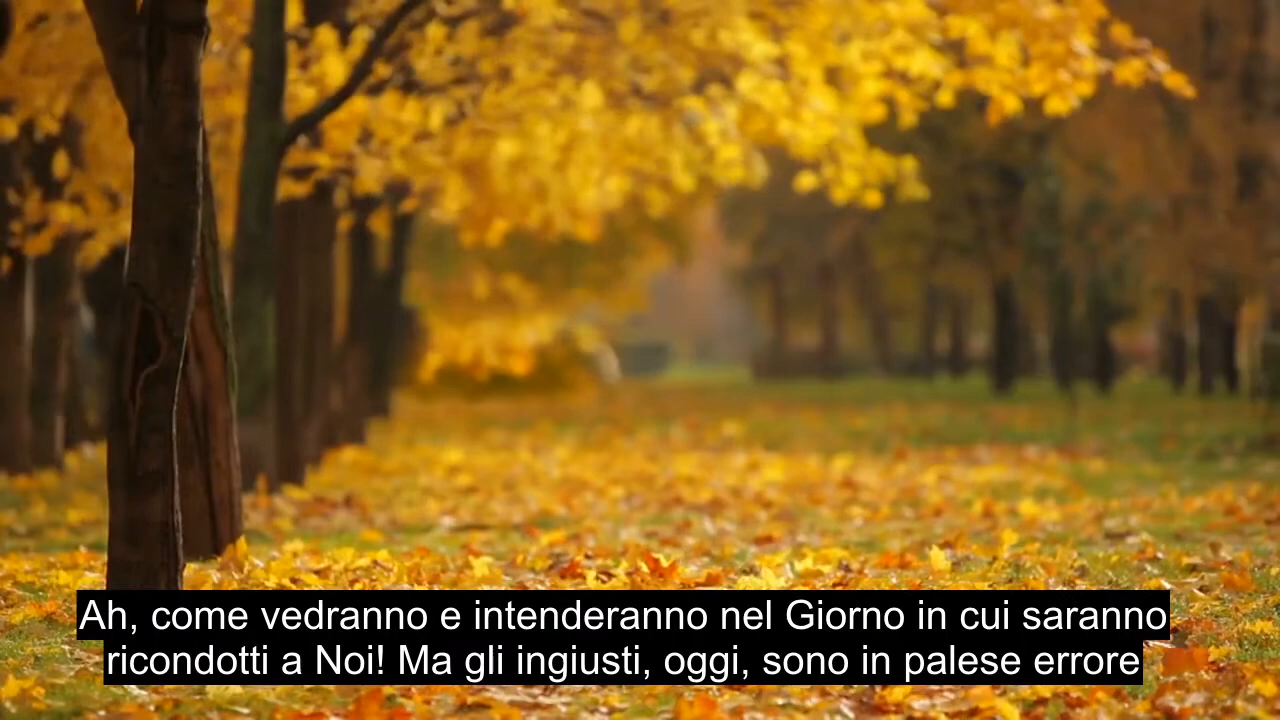 Ah, come vedranno e intenderanno nel Giorno in cui saranno
ricondotti a Noi! Ma gli ingiusti, oggi, sono in palese errore